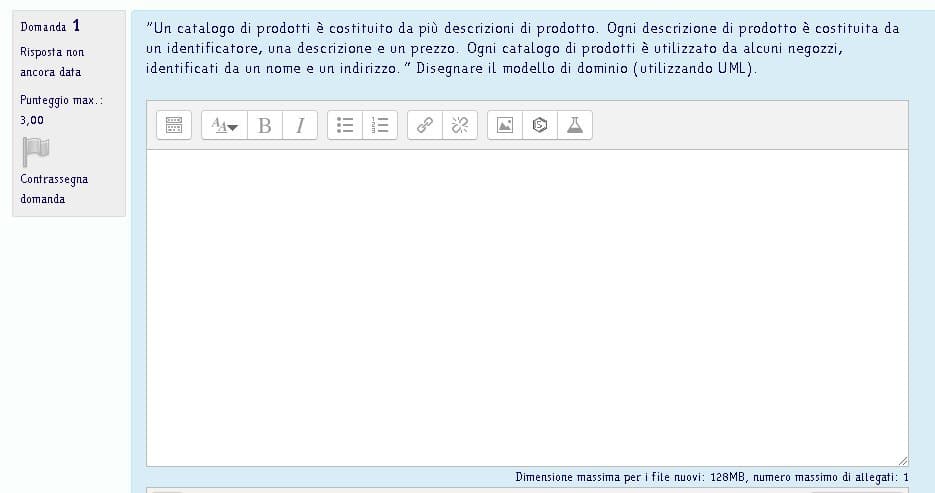 Domanda 1
Risposta non
ancora data
Punteggio max.:
3,00
Contrassegna
domanda
“Un catalogo di prodotti è costituito da più descrizioni di prodotto. Ogni descrizione di prodotto è costituita da
un identificatore, una descrizione e un prezzo. Ogni catalogo di prodotti è utilizzato da alcuni negozzi,
identificati da un nome e un indirizzo.” Disegnare il modello di dominio (utilizzando UML).
Dimensione massima per i file nuovi: 128MB, numero massimo di allegati: 1